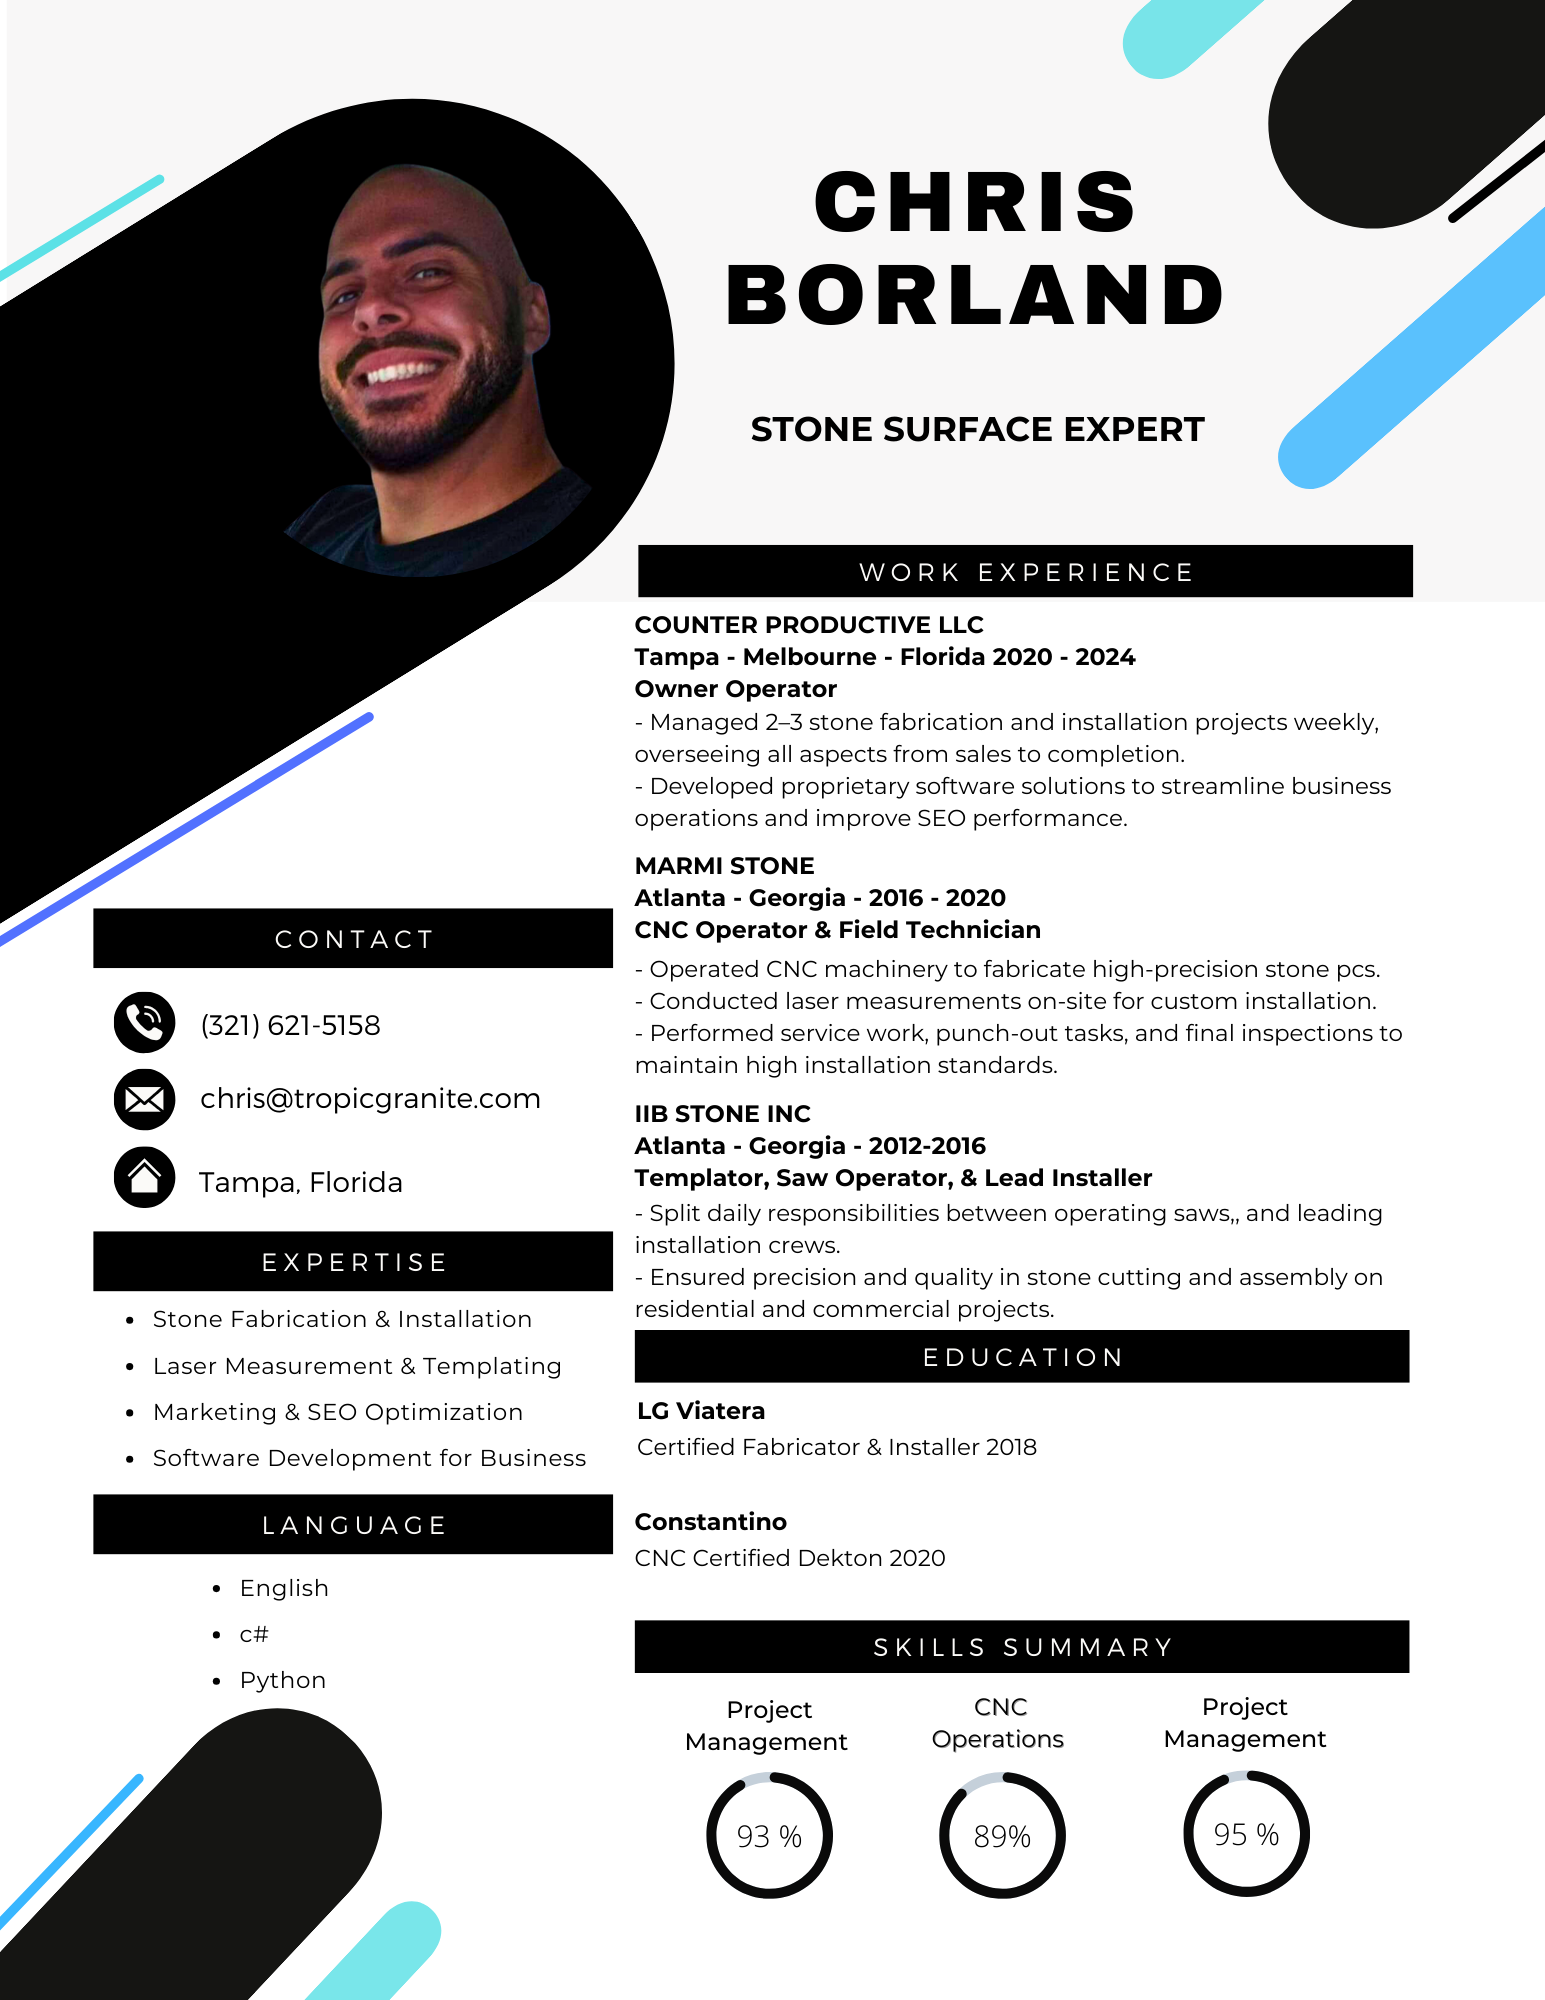 CHRIS
BORLAND
STONE SURFACE EXPERT
WORK EXPERIENCE
COUNTER PRODUCTIVE LLC
Tampa - Melbourne - Florida 2020 - 2024
Owner Operator
- Managed 2–3 stone fabrication and installation projects weekly,
overseeing all aspects from sales to completion.
- Developed proprietary software solutions to streamline business
operations and improve SEO performance.
MARMI STONE
Atlanta - Georgia - 2016 - 2020
CNC Operator & Field Technician
- Operated CNC machinery to fabricate high-precision stone pcs.
- Conducted laser measurements on-site for custom installation.
- Performed service work, punch-out tasks, and final inspections to
maintain high installation standards.
IIB STONE INC
Atlanta - Georgia - 2012-2016
Templator, Saw Operator, & Lead Installer
- Split daily responsibilities between operating saws,, and leading
installation crews.
- Ensured precision and quality in stone cutting and assembly on
residential and commercial projects.
CONTACT
(321) 621-5158
chris@tropicgranite.com
Tampa, Florida
EXPERTISE
• Stone Fabrication & Installation
• Laser Measurement & Templating
• Marketing & SEO Optimization
• Software Development for Business
LANGUAGE
• English
• c#
• Python
EDUCATION
LG Viatera
Certified Fabricator & Installer 2018
Constantino
CNC Certified Dekton 2020
SKILLS SUMMARY
Project
Management
93 %
CNC
Operations
89%
Project
Management
95 %